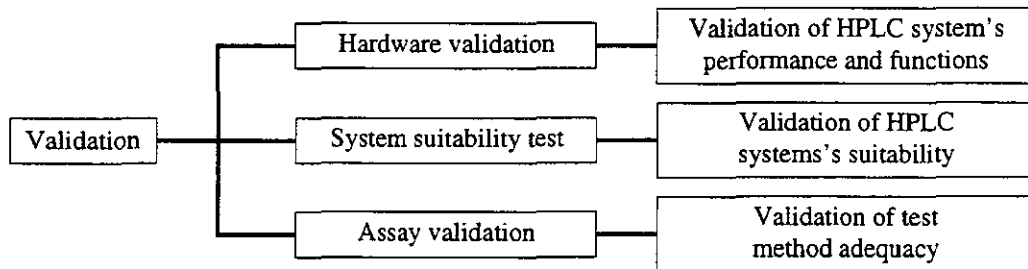 Hardware validation
Validation of HPLC system's
performance and functions
Validation
System suitability test
Validation of HPLC
systems's suitability
Assay validation
Validation of test
method adequacy